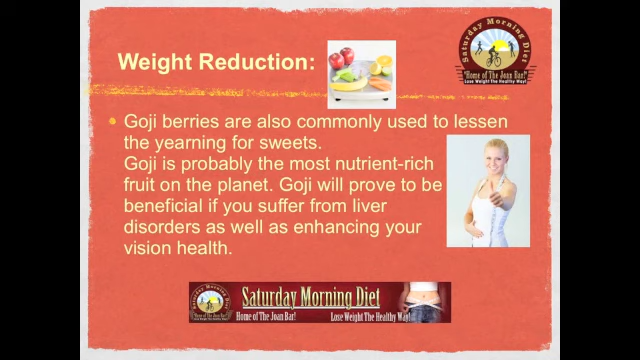 Saturday Morning Diet
"Home of The Joan Bar!"
Lose Weight The Healthy Way!
Weight Reduction:
Goji berries are also commonly used to lessen
the yearning for sweets.
Goji is probably the most nutrient-rich
fruit on the planet. Goji will prove to be
beneficial if you suffer from liver
disorders as well as enhancing your
vision health.
Saturday Morning Diet
Home of The Joan Bar! Lose Weight The Healthy Way!